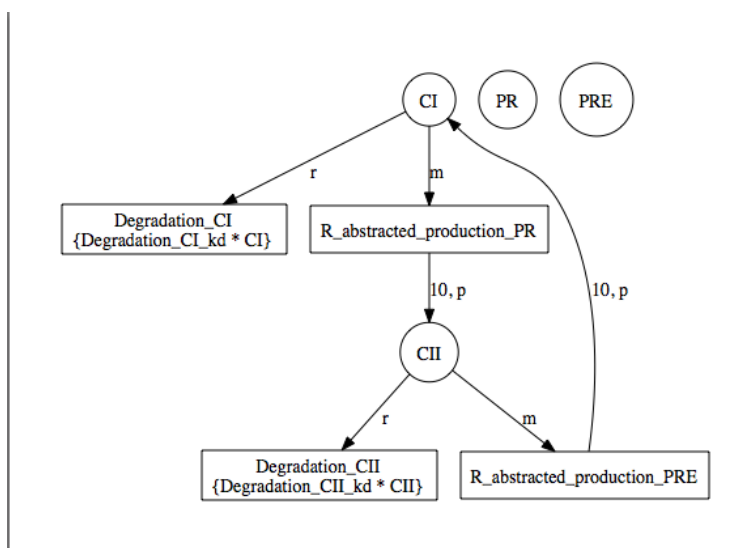 CI
PR
PRE
r
m
Degradation_CI
{Degradation_CI_kd * CI}
R_abstracted_production_PR
10, p
10, p
CII
r
m
Degradation_CII
{Degradation_CII_kd * CII}
R_abstracted_production_PRE